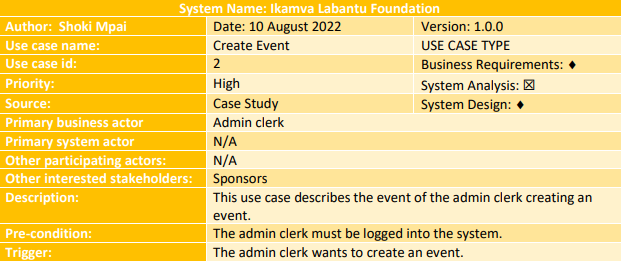 System Name: Ikamva Labantu Foundation
Author: Shoki Mpai Date: 10 August 2022 Version: 1.0.0
Use case name: Create Event USE CASE TYPE
Use case id: 2 Business Requirements: ♦
Priority: High System Analysis: ☒
Source: Case Study System Design: ♦
Primary business actor Admin clerk
Primary system actor N/A
Other participating actors: N/A
Other interested stakeholders: Sponsors
Description: This use case describes the event of the admin clerk creating an
event.
Pre-condition: The admin clerk must be logged into the system.
Trigger: The admin clerk wants to create an event.